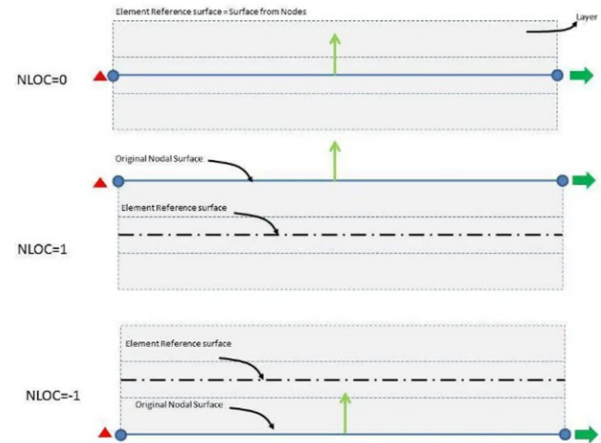 Element Reference surface = Surface from Nodes
Layer
NLOC=0
Original Nodal Surface
Element Reference surface
NLOC=1
Element Reference surface
NLOC=-1
Original Nodal Surface